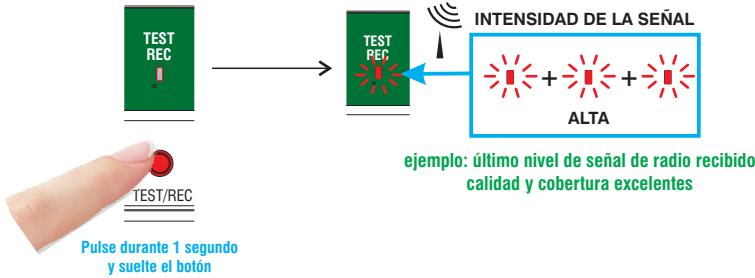 TEST
REC
TEST/REC
Pulse durante 1 segundo
y suelte el botón
TEST
REC
INTENSIDAD DE LA SEÑAL
+ +
ALTA
ejemplo: último nivel de señal de radio recibido
calidad y cobertura excelentes